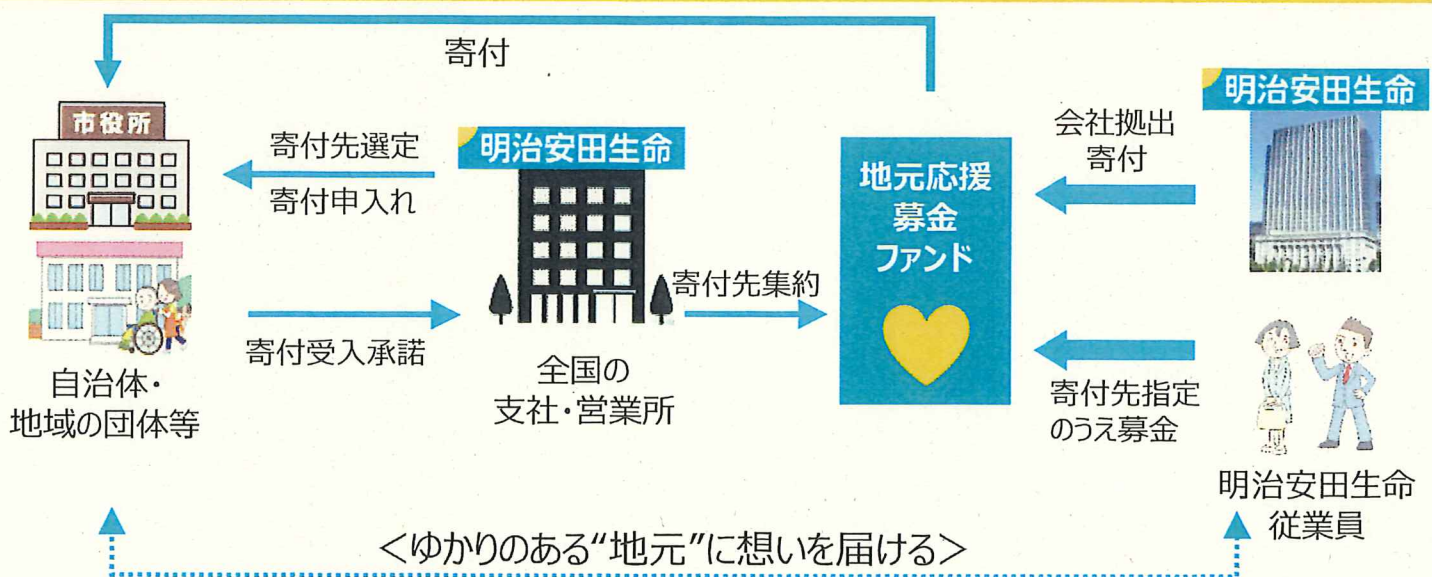 寄付
市役所
寄付先選定
寄付申入れ
寄付受入承諾
自治体・
地域の団体等
明治安田生命
全国の
支社・営業所
寄付先集約
地元応援
募金
ファンド
会社拠出
寄付
明治安田生命
寄付先指定
のうえ募金
明治安田生命
従業員
＜ゆかりのある“地元”に想いを届ける＞